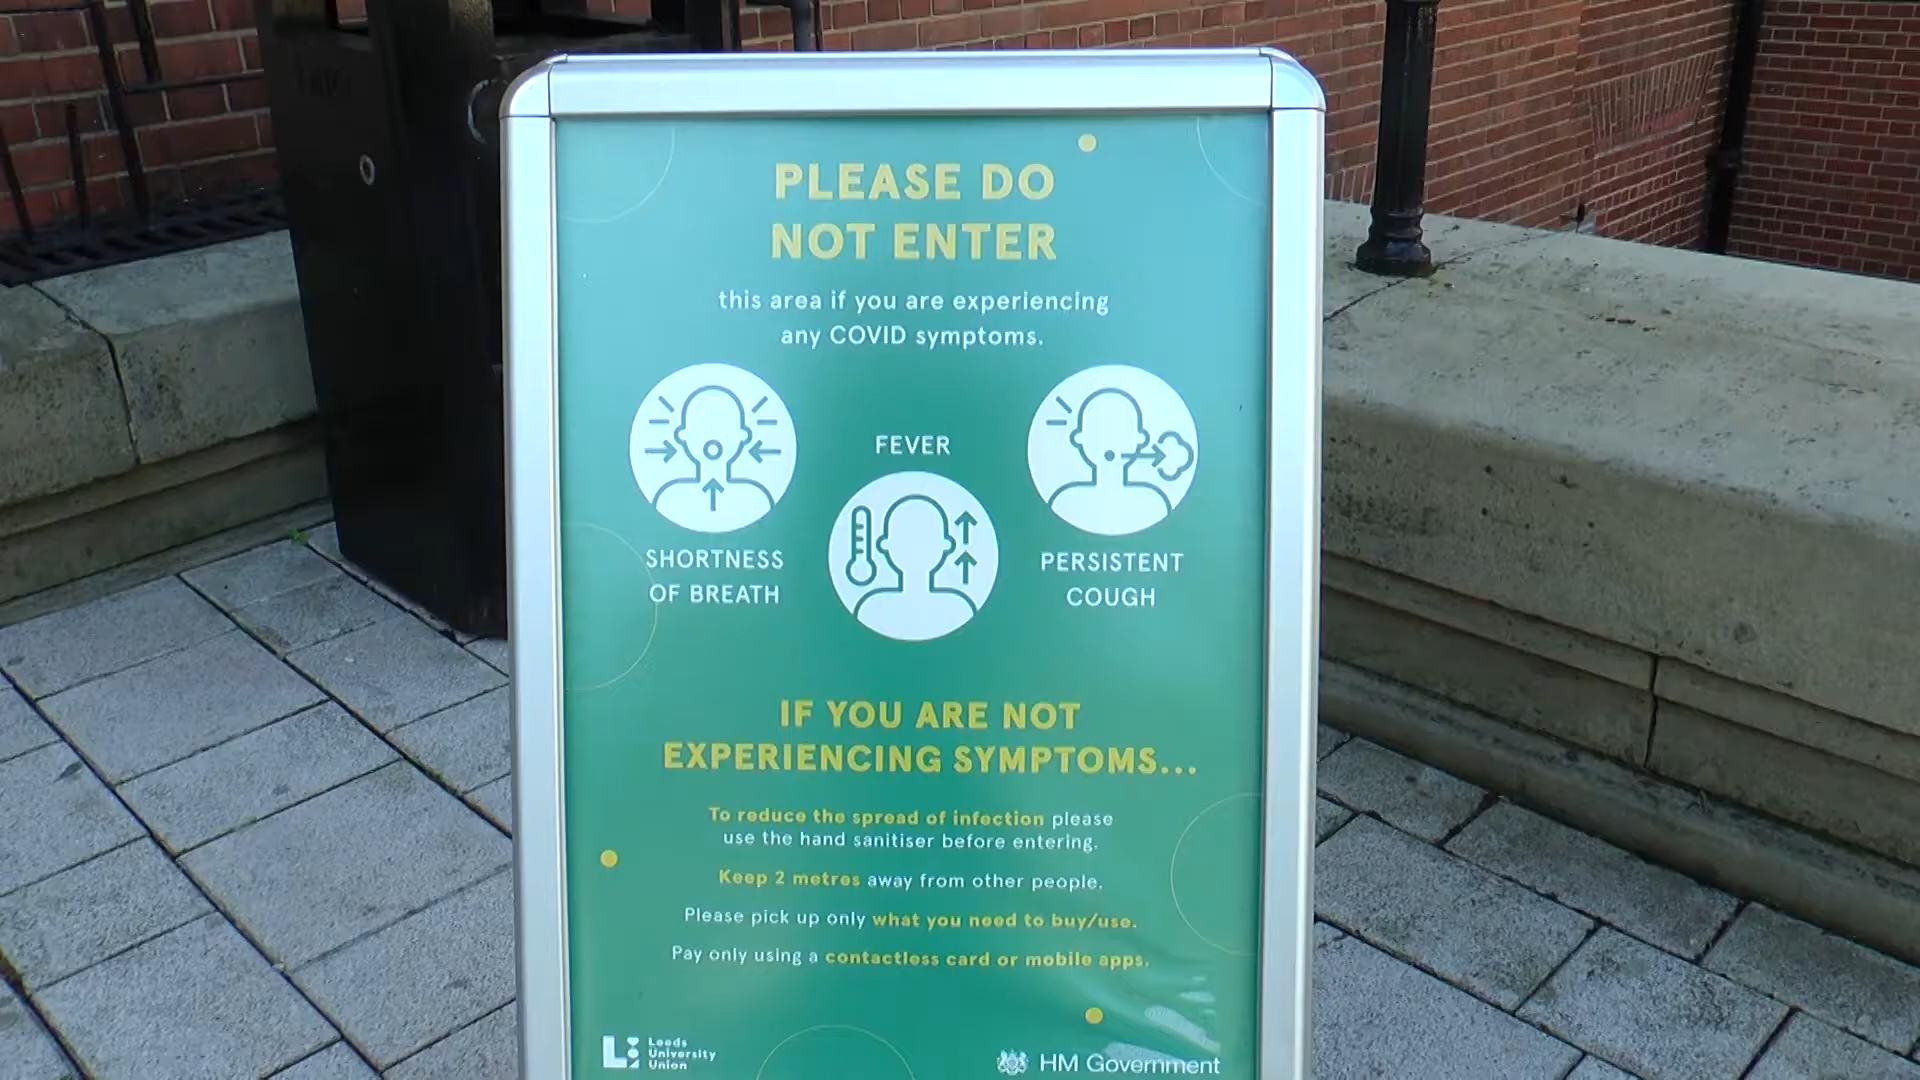 PLEASE DO
NOT ENTER
this area if you are experiencing
any COVID symptoms.
FEVER
SHORTNESS
OF BREATH
PERSISTENT
COUGH
IF YOU ARE NOT
EXPERIENCING SYMPTOMS...
To reduce the spread of infection please
use the hand sanitiser before entering.
Keep 2 metres away from other people.
Please pick up only what you need to buy/use.
Pay only using a contactless card or mobile apps.
Leeds
University
Union
HM Government